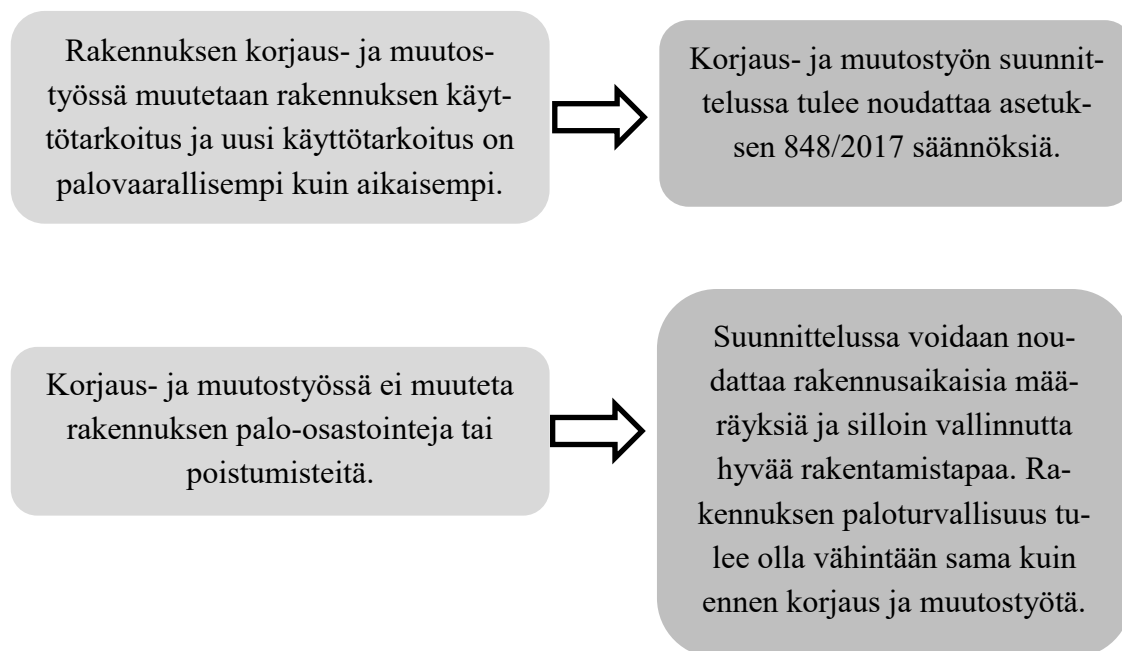 Rakennuksen korjaus- ja muutos-
työssä muutetaan rakennuksen käyt-
tötarkoitus ja uusi käyttötarkoitus on
palovaarallisempi kuin aikaisempi.
Korjaus- ja muutostyön suunnit-
telussa tulee noudattaa asetuk-
sen 848/2017 säännöksiä.
Korjaus- ja muutostyössä ei muuteta
rakennuksen palo-osastointeja tai
poistumisteitä.
Suunnittelussa voidaan nou-
dattaa rakennusaikaisia mää-
räyksiä ja silloin vallinnutta
hyvää rakentamistapaa. Ra-
kennuksen paloturvallisuus tu-
lee olla vähintään sama kuin
ennen korjaus ja muutostyötä.